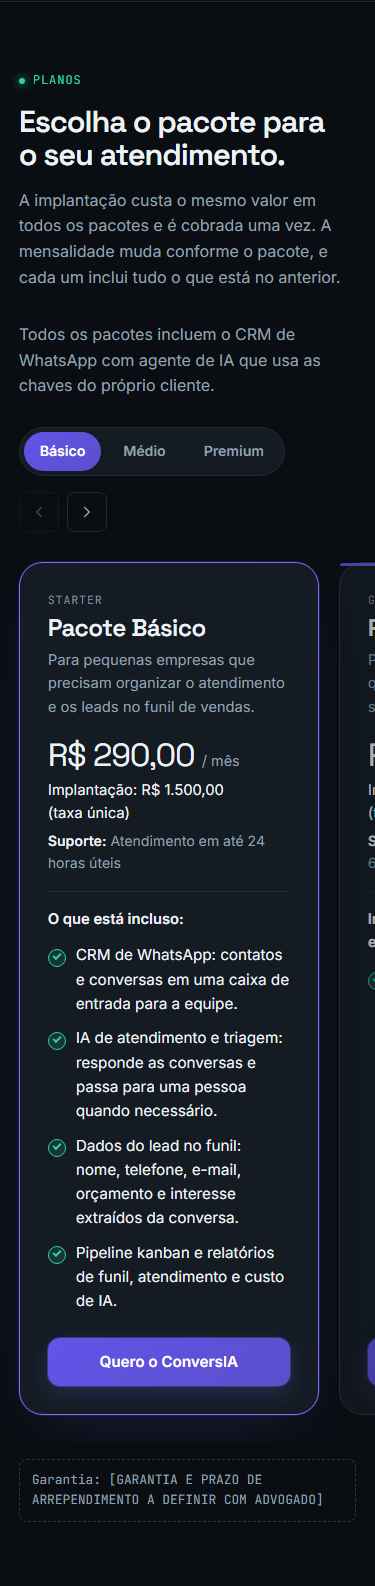 PLANOS
Escolha o pacote para
o seu atendimento.
A implantação custa o mesmo valor em
todos os pacotes e é cobrada uma vez. A
mensalidade muda conforme o pacote, e
cada um inclui tudo o que está no anterior.
Todos os pacotes incluem o CRM de
WhatsApp com agente de IA que usa as
chaves do próprio cliente.
Básico Médio Premium
STARTER
Pacote Básico
Para pequenas empresas que
precisam organizar o atendimento
e os leads no funil de vendas.
R$ 290,00 / mês
Implantação: R$ 1.500,00
(taxa única)
Suporte: Atendimento em até 24
horas úteis
O que está incluso:
CRM de WhatsApp: contatos
e conversas em uma caixa de
entrada para a equipe.
IA de atendimento e triagem:
responde as conversas e
passa para uma pessoa
quando necessário.
Dados do lead no funil:
nome, telefone, e-mail,
orçamento e interesse
extraídos da conversa.
Pipeline kanban e relatórios
de funil, atendimento e custo
de IA.
Quero o ConversIA
Garantia: [GARANTIA E PRAZO DE
ARREPENDIMENTO A DEFINIR COM ADVOGADO]